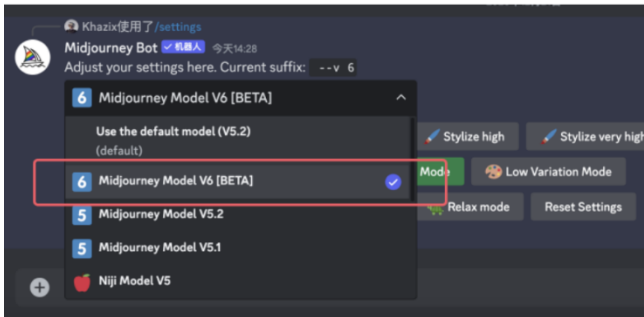 Khazix使用了/settings
Midjourney Bot 机器人 今天14:28
Adjust your settings here. Current suffix: --v 6
6 Midjourney Model V6 [BETA]
Use the default model (V5.2)
(default)
Stylize high
Stylize very high
6 Midjourney Model V6 [BETA]
Mode
Low Variation Mode
5 Midjourney Model V5.2
Relax mode
Reset Settings
5 Midjourney Model V5.1
Niji Model V5